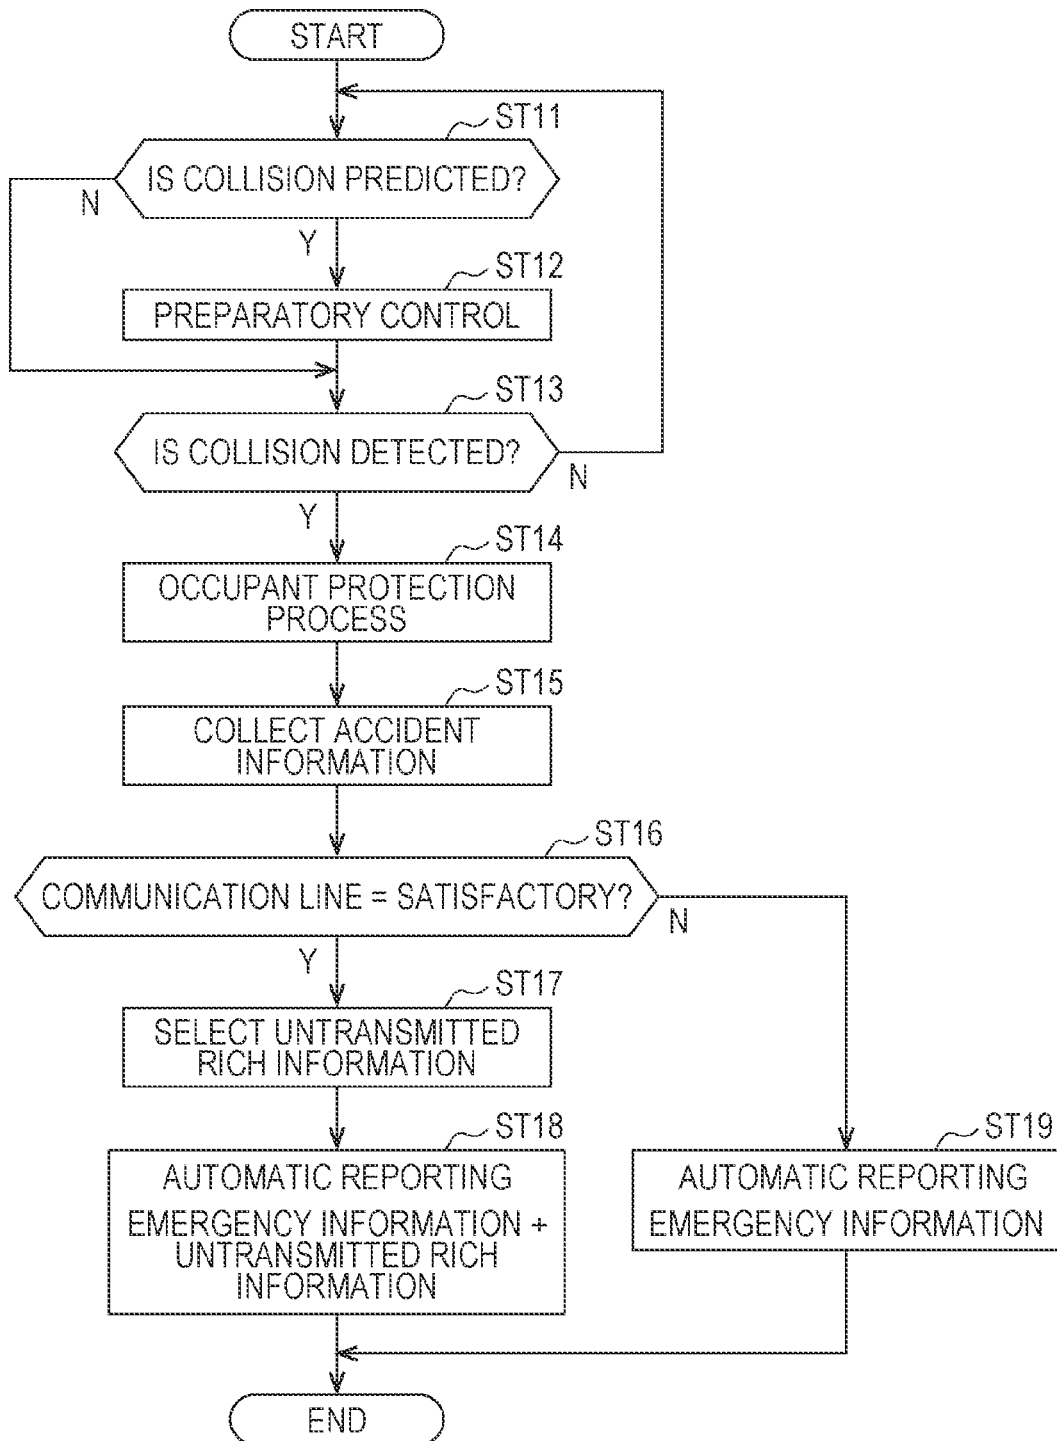 START
ST11
IS COLLISION PREDICTED?
N
Y
ST12
PREPARATORY CONTROL
ST13
IS COLLISION DETECTED?
N
Y
ST14
OCCUPANT PROTECTION
PROCESS
ST15
COLLECT ACCIDENT
INFORMATION
ST16
COMMUNICATION LINE = SATISFACTORY?
N
Y
ST17
SELECT UNTRANSMITTED
RICH INFORMATION
ST18
AUTOMATIC REPORTING
EMERGENCY INFORMATION +
UNTRANSMITTED RICH
INFORMATION
ST19
AUTOMATIC REPORTING
EMERGENCY INFORMATION
END